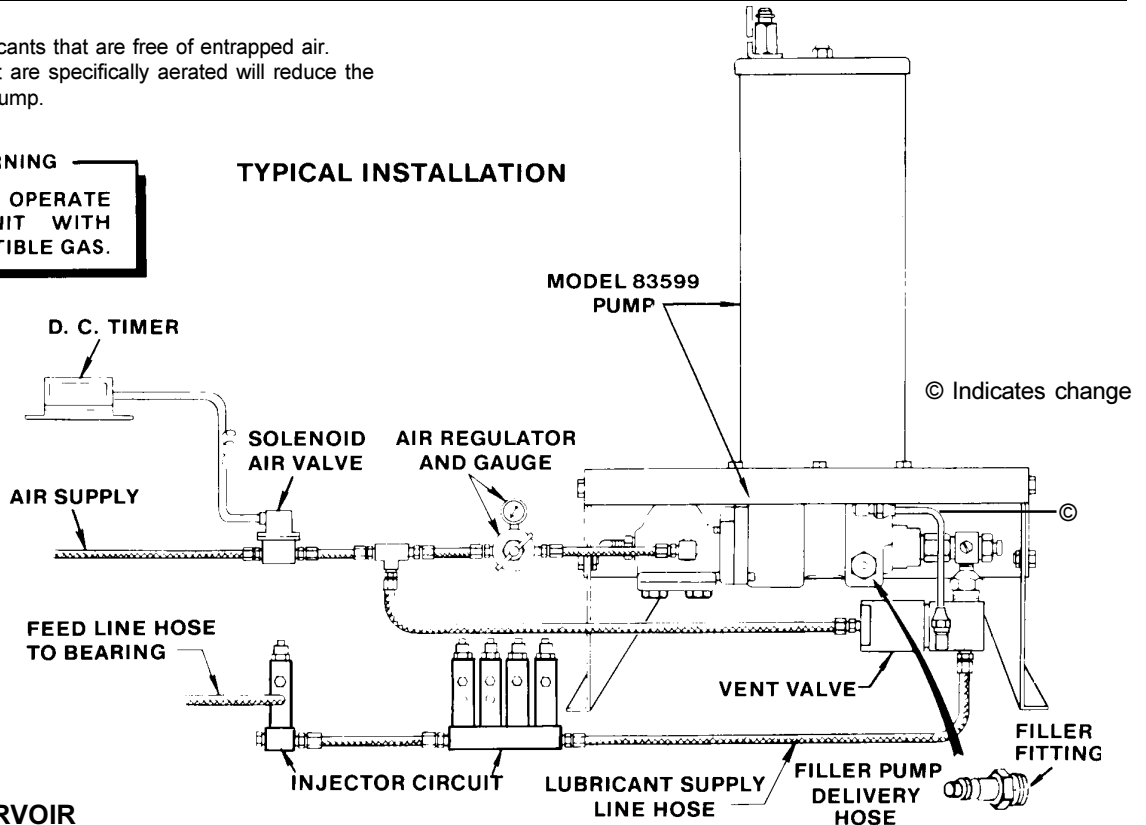 cants that are free of entrapped air.
t are specifically aerated will reduce the
ump.
RNING
OPERATE
NIT WITH
TIBLE GAS.
TYPICAL INSTALLATION
MODEL 83599
PUMP
D. C. TIMER
© Indicates change
SOLENOID
AIR VALVE
AIR REGULATOR
AND GAUGE
AIR SUPPLY
©
FEED LINE HOSE
TO BEARING
VENT VALVE
FILLER
FITTING
INJECTOR CIRCUIT
LUBRICANT SUPPLY
LINE HOSE
FILLER PUMP
DELIVERY
HOSE
RVOIR